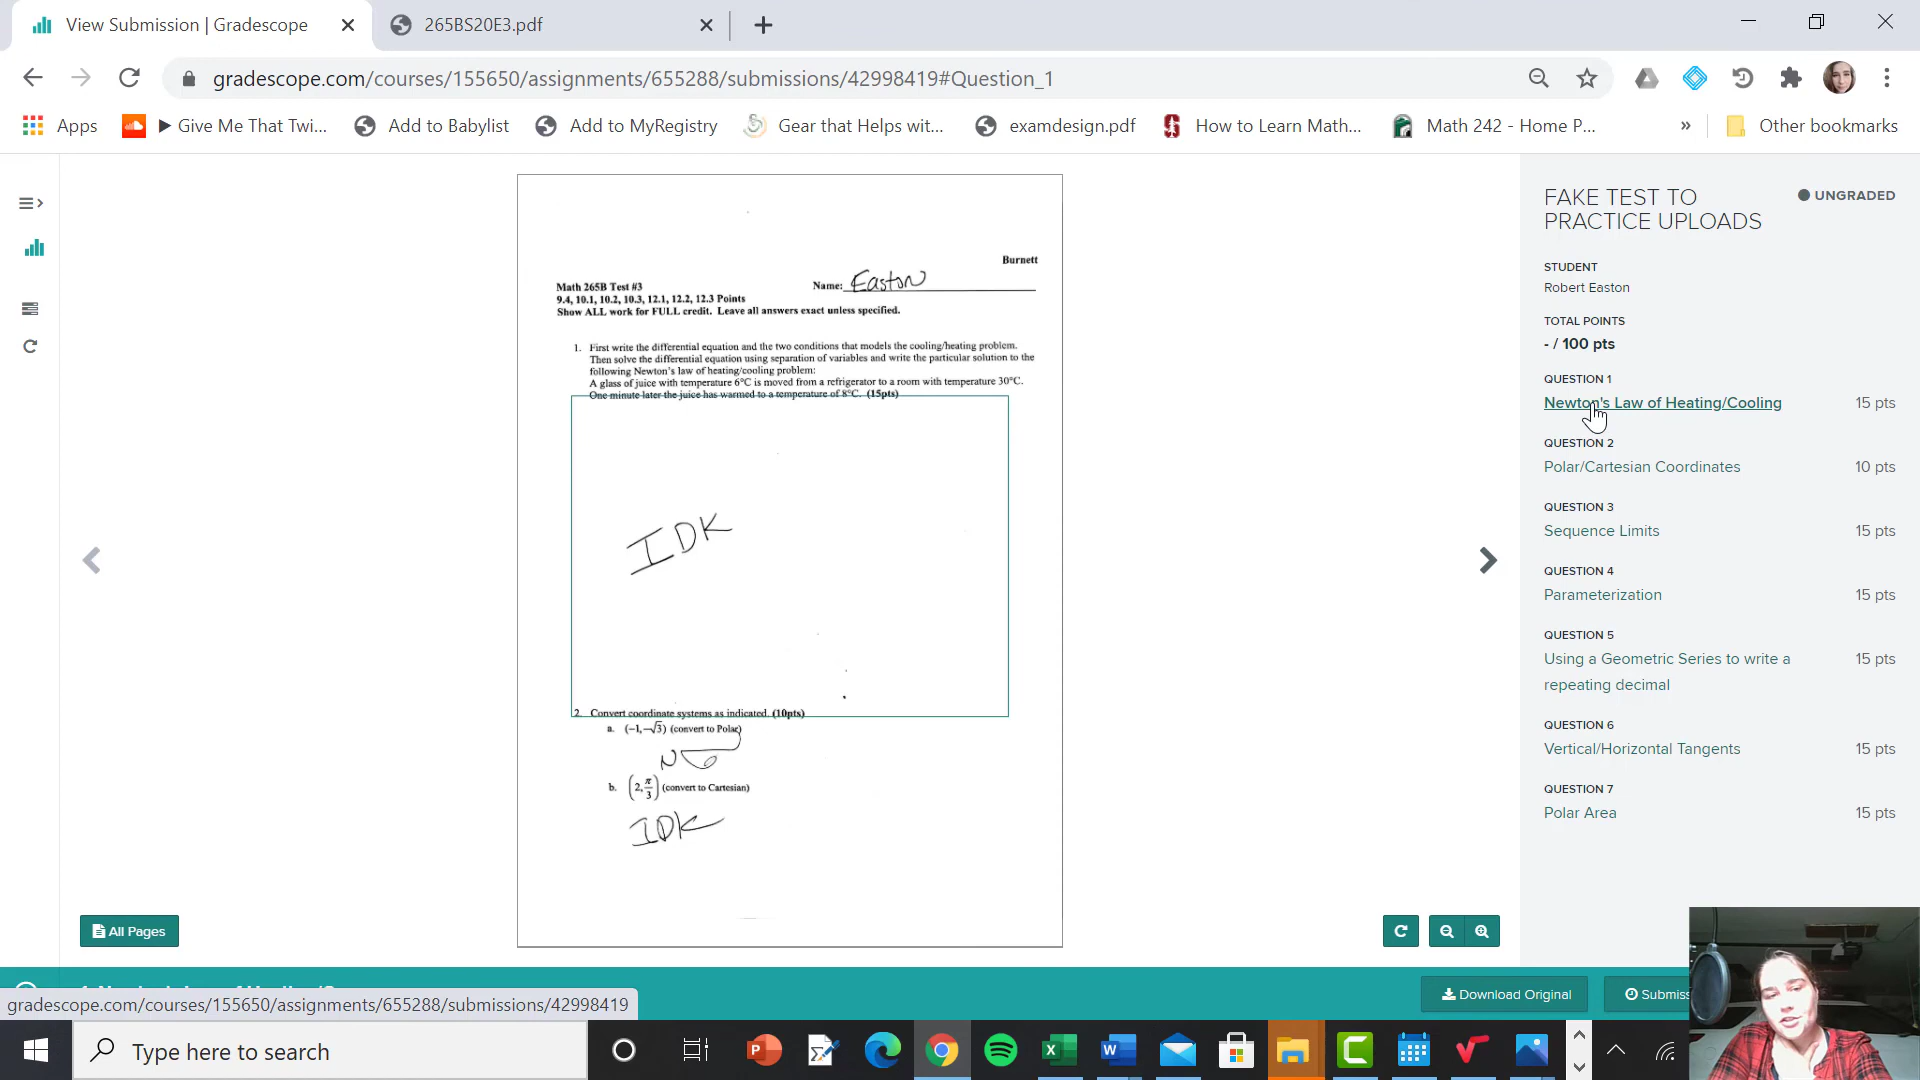 View Submission | Gradescope
265BS20E3.pdf
gradescope.com/courses/155650/assignments/655288/submissions/42998419#Question_1
Apps
▶ Give Me That Twi...
Add to Babylist
Add to MyRegistry
Gear that Helps wit...
examdesign.pdf
How to Learn Math...
Math 242 - Home P...
»
Other bookmarks
Burnett
Math 265B Test #3
Name: Easton
9.4, 10.1, 10.2, 10.3, 12.1, 12.2, 12.3 Points
Show ALL work for FULL credit. Leave all answers exact unless specified.
1. First write the differential equation and the two conditions that models the cooling/heating problem.
Then solve the differential equation using separation of variables and write the particular solution to the
following Newton's law of heating/cooling problem:
A glass of juice with temperature 6°C is moved from a refrigerator to a room with temperature 30°C.
One minute later the juice has warmed to a temperature of 8°C. (15pts)
IDK
2. Convert coordinate systems as indicated. (10pts)
a. (-1,-√3) (convert to Polar)
b. (2, π/3) (convert to Cartesian)
IDK
All Pages
FAKE TEST TO
PRACTICE UPLOADS
UNGRADED
STUDENT
Robert Easton
TOTAL POINTS
- / 100 pts
QUESTION 1
Newton's Law of Heating/Cooling 15 pts
QUESTION 2
Polar/Cartesian Coordinates 10 pts
QUESTION 3
Sequence Limits 15 pts
QUESTION 4
Parameterization 15 pts
QUESTION 5
Using a Geometric Series to write a 15 pts
repeating decimal
QUESTION 6
Vertical/Horizontal Tangents 15 pts
QUESTION 7
Polar Area 15 pts
Download Original
Submiss
gradescope.com/courses/155650/assignments/655288/submissions/42998419
Type here to search